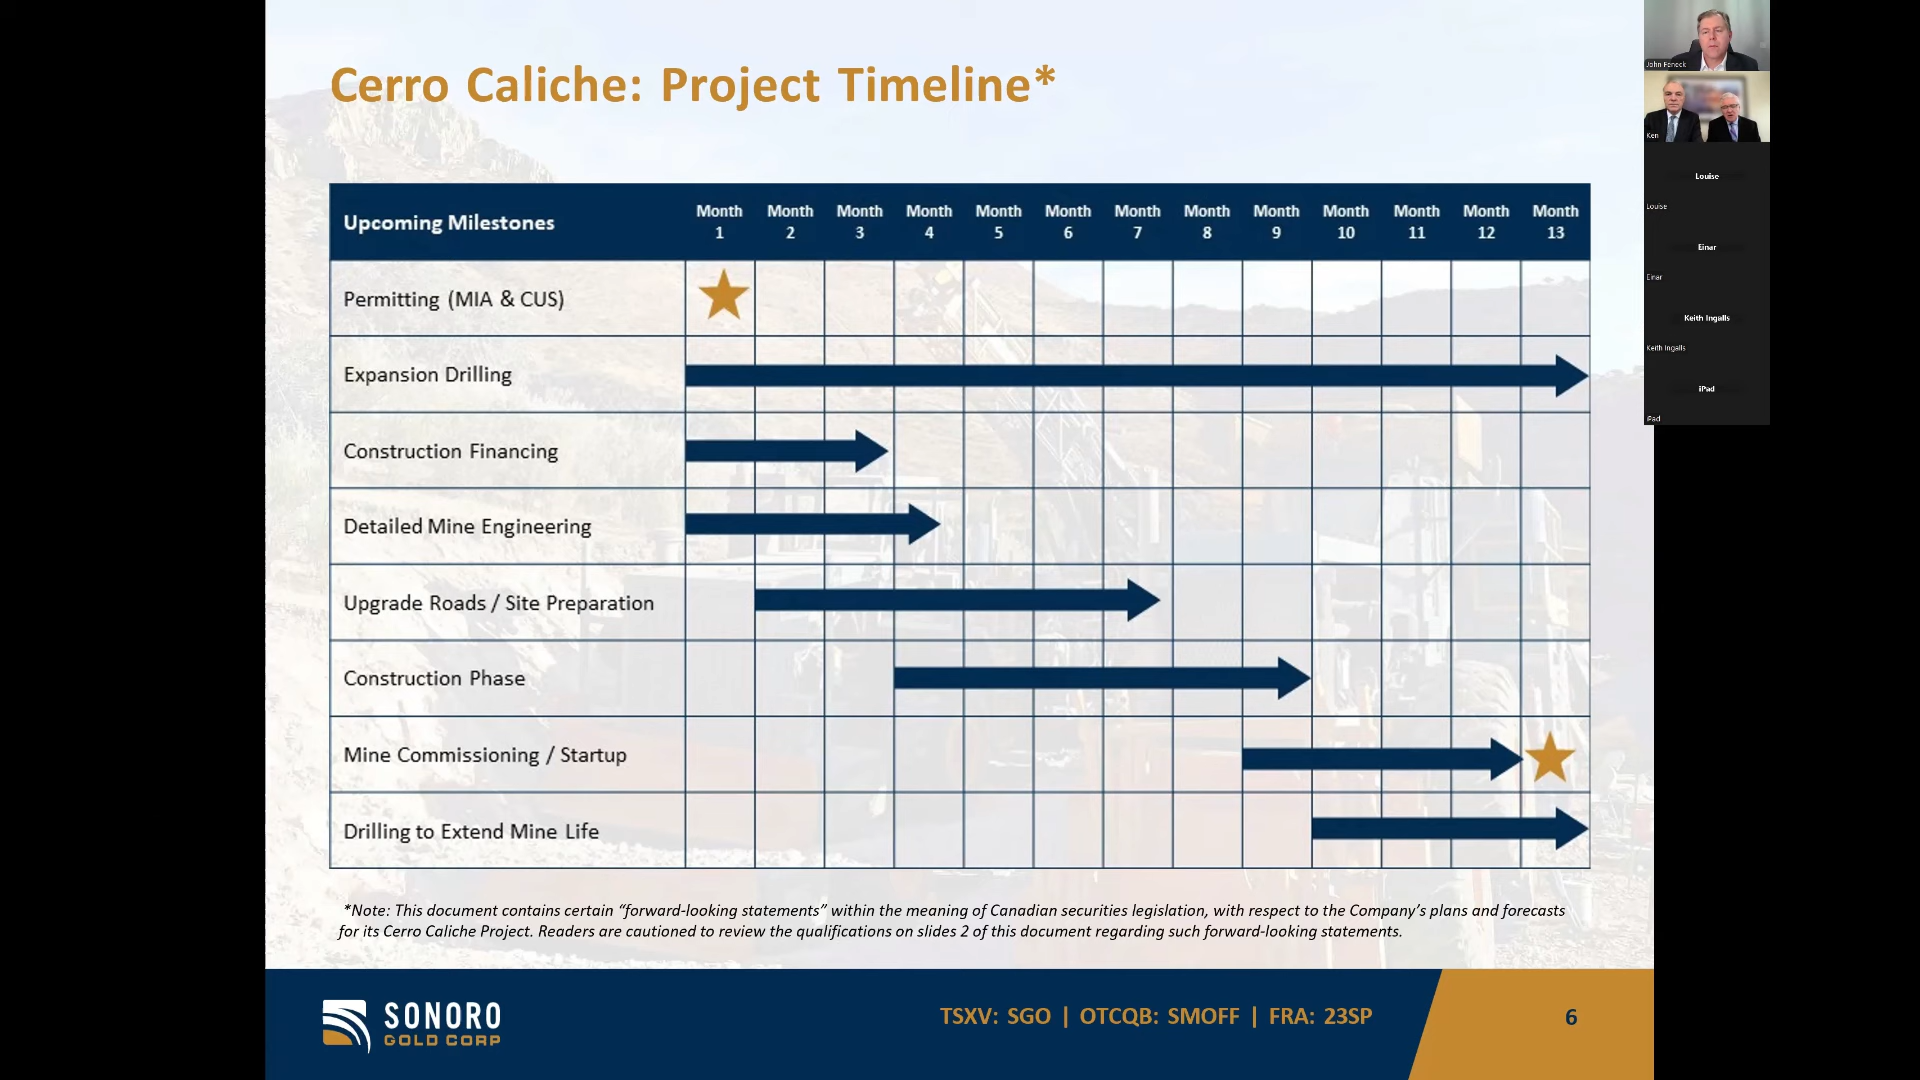 Cerro Caliche: Project Timeline*
Upcoming Milestones
Month 1
Month 2
Month 3
Month 4
Month 5
Month 6
Month 7
Month 8
Month 9
Month 10
Month 11
Month 12
Month 13
Permitting (MIA & CUS)
Expansion Drilling
Construction Financing
Detailed Mine Engineering
Upgrade Roads / Site Preparation
Construction Phase
Mine Commissioning / Startup
Drilling to Extend Mine Life
*Note: This document contains certain “forward-looking statements” within the meaning of Canadian securities legislation, with respect to the Company’s plans and forecasts
for its Cerro Caliche Project. Readers are cautioned to review the qualifications on slides 2 of this document regarding such forward-looking statements.
SONORO
GOLD CORP
TSXV: SGO | OTCQB: SMOFF | FRA: 23SP
6
John Feneck
Ken
Louise
Louise
Einar
Einar
Keith Ingalls
Keith Ingalls
iPad
iPad